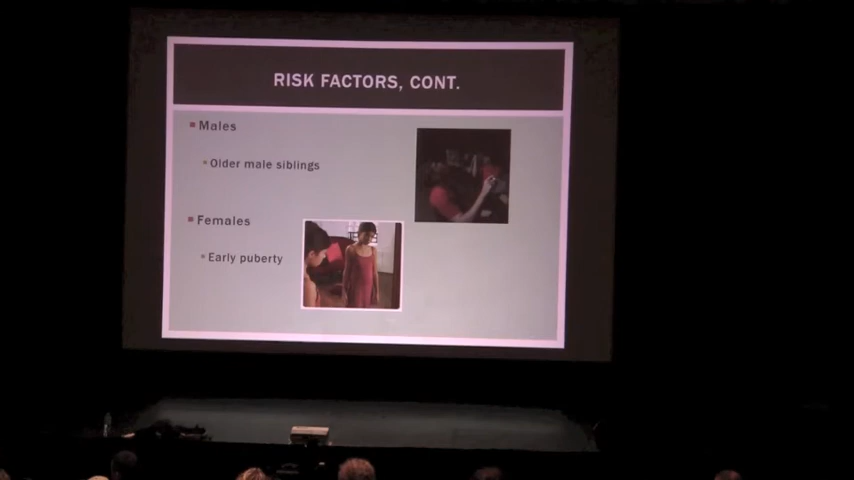 RISK FACTORS, CONT.
Males
Older male siblings
Females
Early puberty